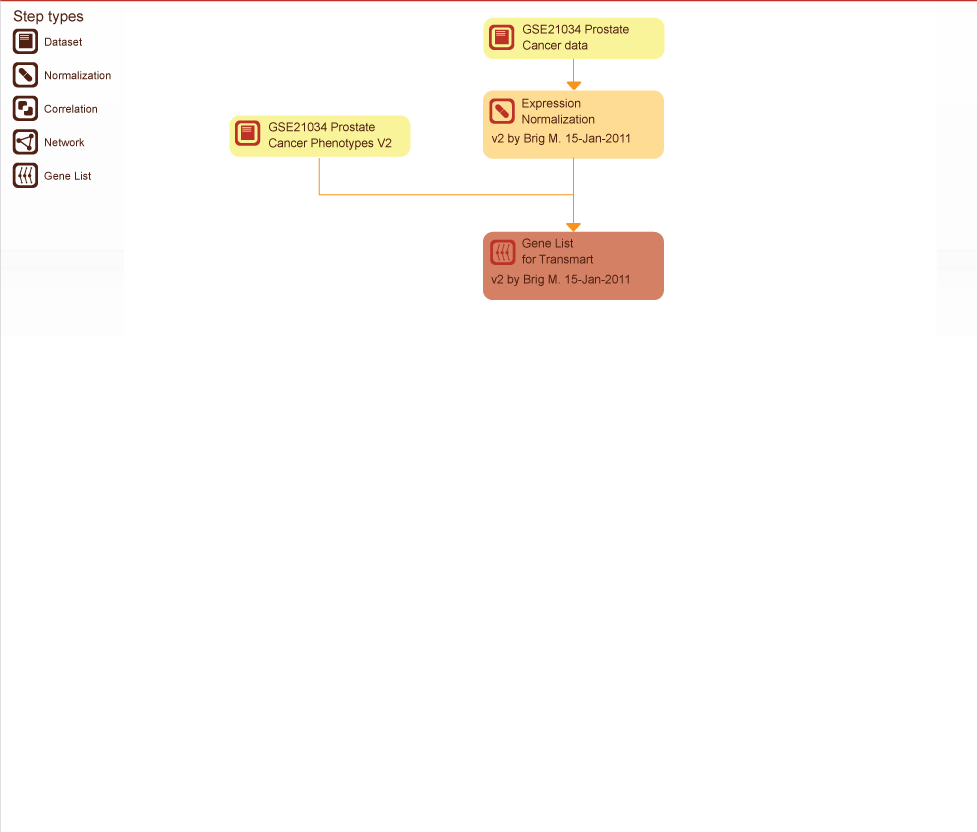 Step types
Dataset
Normalization
Correlation
Network
Gene List
GSE21034 Prostate
Cancer data
Expression
Normalization
v2 by Brig M. 15-Jan-2011
GSE21034 Prostate
Cancer Phenotypes V2
Gene List
for Transmart
v2 by Brig M. 15-Jan-2011